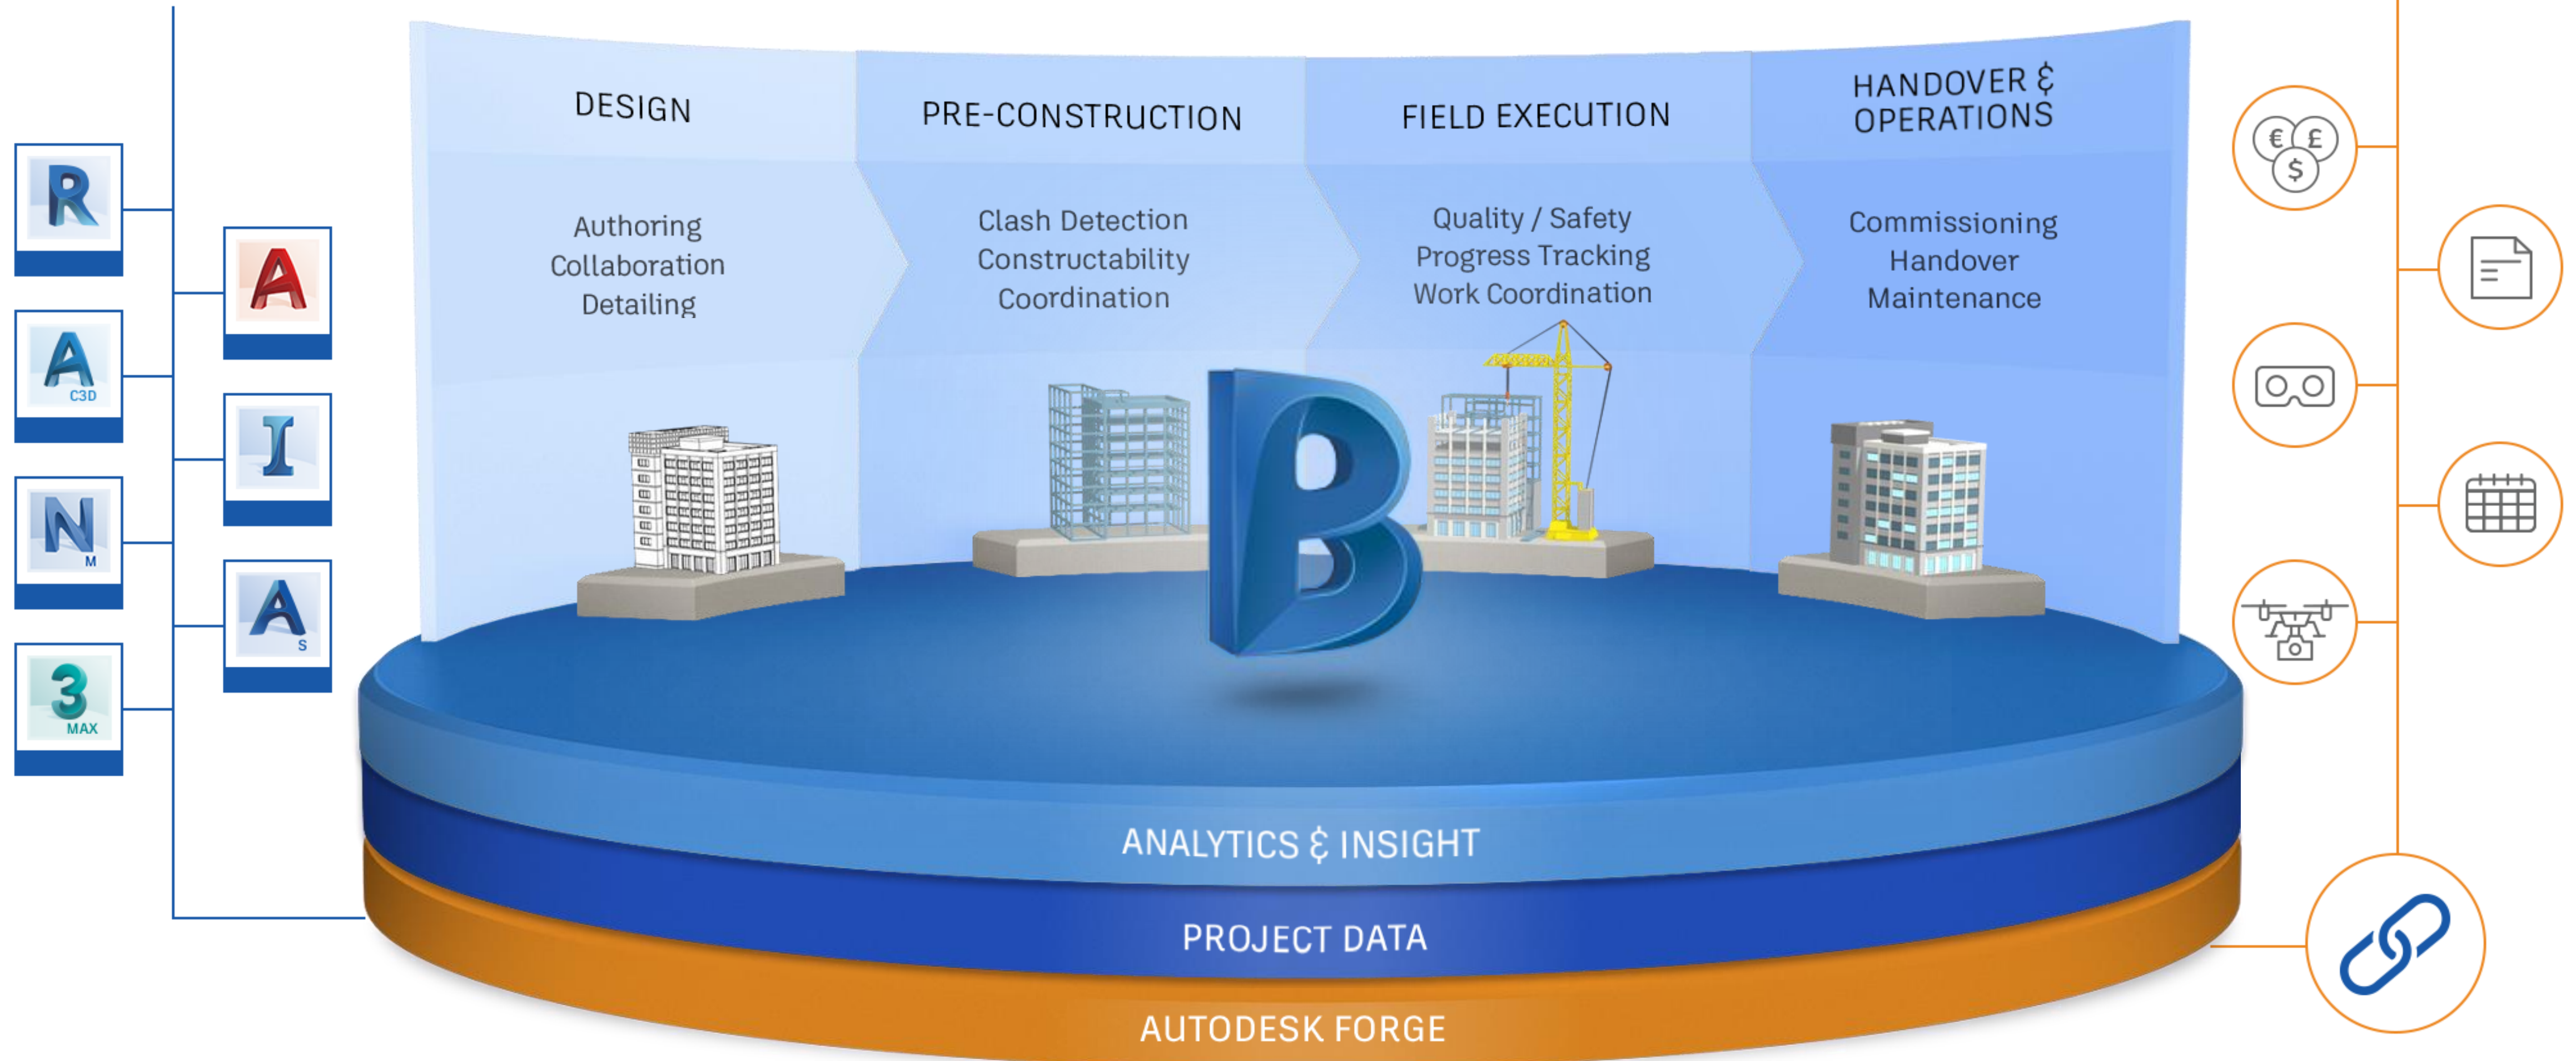 DESIGN
Authoring
Collaboration
Detailing
PRE-CONSTRUCTION
Clash Detection
Constructability
Coordination
FIELD EXECUTION
Quality / Safety
Progress Tracking
Work Coordination
HANDOVER &
OPERATIONS
Commissioning
Handover
Maintenance
R
A
A
C3D
I
N
M
A
S
3
MAX
B
€ £
$
ANALYTICS & INSIGHT
PROJECT DATA
AUTODESK FORGE